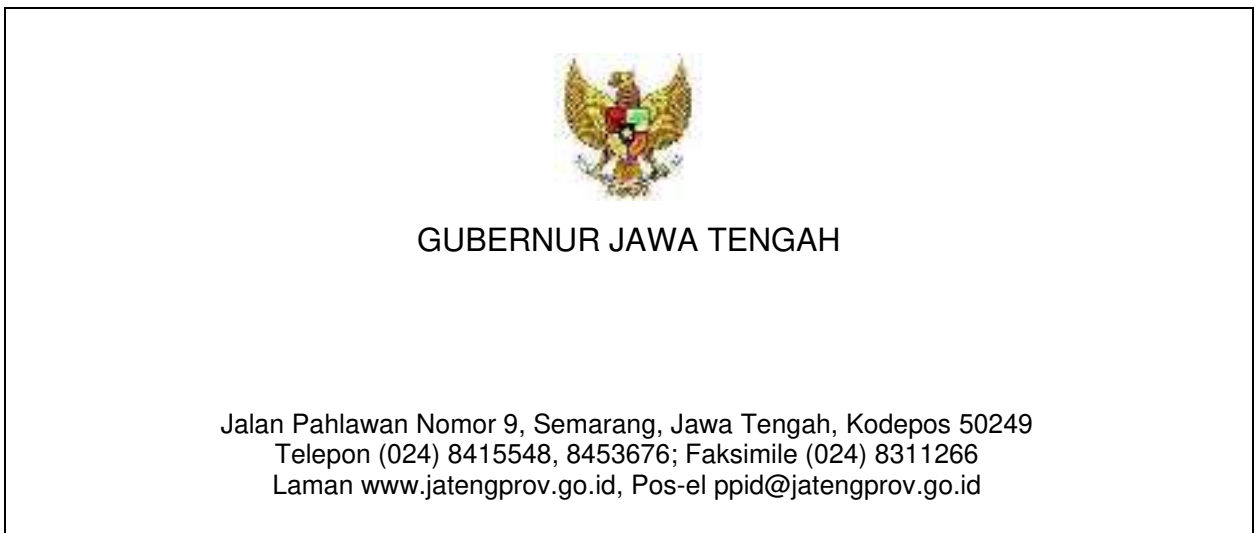 GUBERNUR JAWA TENGAH
Jalan Pahlawan Nomor 9, Semarang, Jawa Tengah, Kodepos 50249
Telepon (024) 8415548, 8453676; Faksimile (024) 8311266
Laman www.jatengprov.go.id, Pos-el ppid@jatengprov.go.id